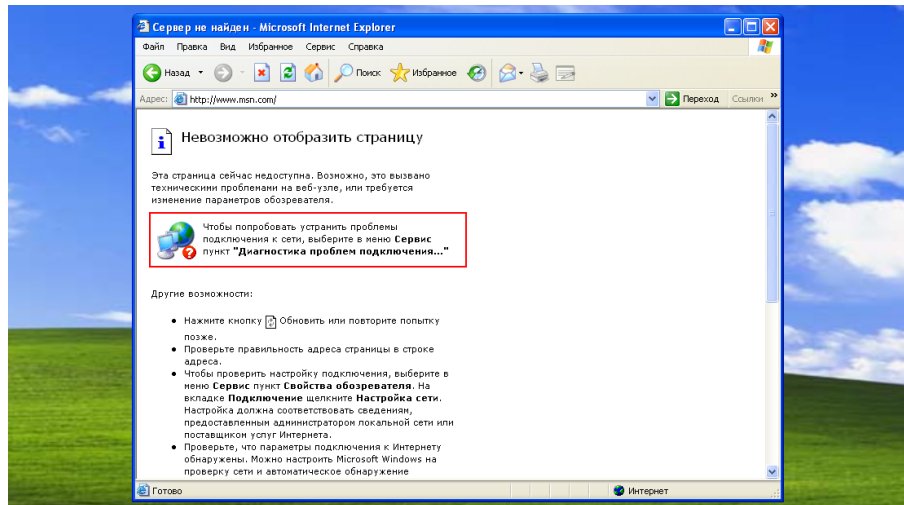 Сервер не найден - Microsoft Internet Explorer
Файл Правка Вид Избранное Сервис Справка
Назад Поиск Избранное
Адрес: http://www.msn.com/ Переход Ссылки »
Невозможно отобразить страницу
Эта страница сейчас недоступна. Возможно, это вызвано
техническими проблемами на веб-узле, или требуется
изменение параметров обозревателя.
Чтобы попробовать устранить проблемы
подключения к сети, выберите в меню Сервис
пункт "Диагностика проблем подключения..."
Другие возможности:
• Нажмите кнопку Обновить или повторите попытку
позже.
• Проверьте правильность адреса страницы в строке
адреса.
• Чтобы проверить настройку подключения, выберите в
меню Сервис пункт Свойства обозревателя. На
вкладке Подключение щелкните Настройка сети.
Настройка должна соответствовать сведениям,
предоставленным администратором локальной сети или
поставщиком услуг Интернета.
• Проверьте, что параметры подключения к Интернету
обнаружены. Можно настроить Microsoft Windows на
проверку сети и автоматическое обнаружение
Готово Интернет